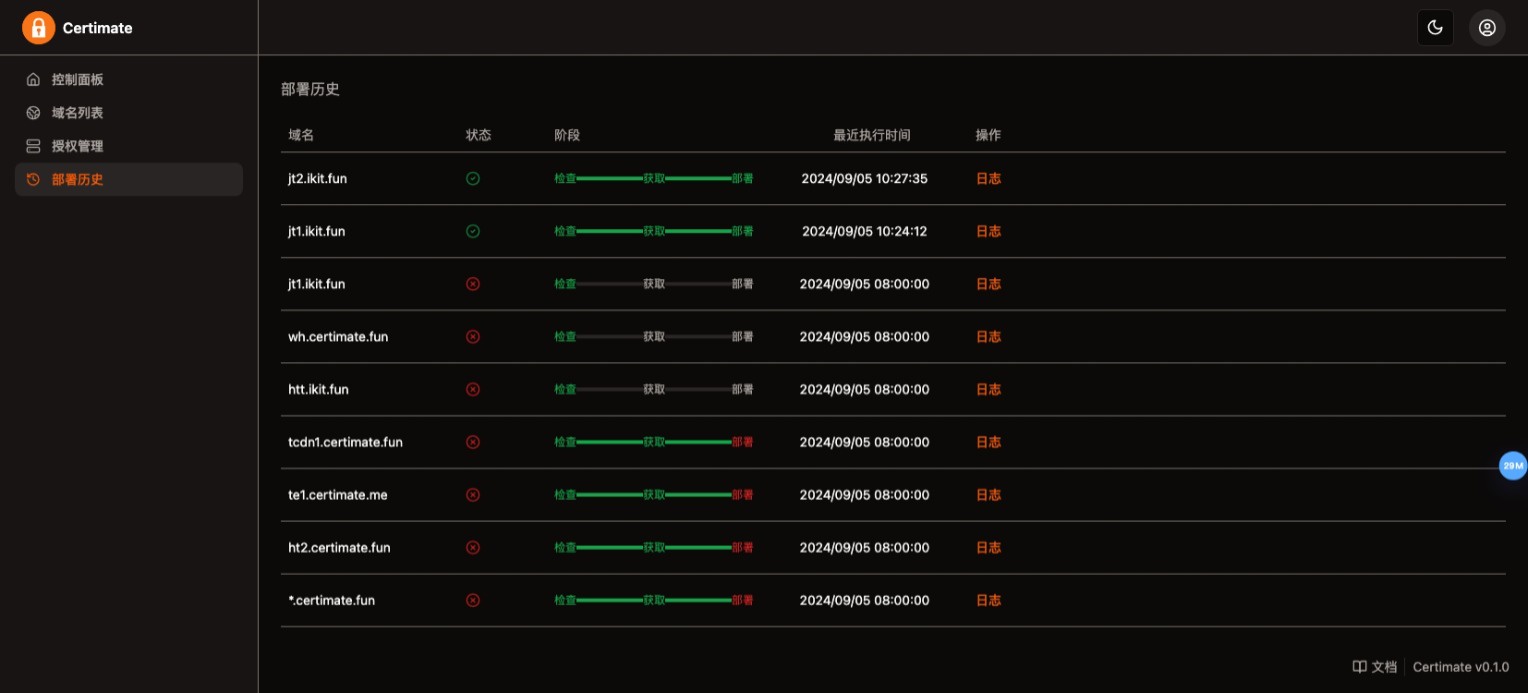 Certimate
控制面板
域名列表
授权管理
部署历史
部署历史
域名 状态 阶段 最近执行时间 操作
jt2.ikit.fun 检查 获取 部署 2024/09/05 10:27:35 日志
jt1.ikit.fun 检查 获取 部署 2024/09/05 10:24:12 日志
jt1.ikit.fun 检查 获取 部署 2024/09/05 08:00:00 日志
wh.certimate.fun 检查 获取 部署 2024/09/05 08:00:00 日志
htt.ikit.fun 检查 获取 部署 2024/09/05 08:00:00 日志
tcdn1.certimate.fun 检查 获取 部署 2024/09/05 08:00:00 日志
te1.certimate.me 检查 获取 部署 2024/09/05 08:00:00 日志
ht2.certimate.fun 检查 获取 部署 2024/09/05 08:00:00 日志
*.certimate.fun 检查 获取 部署 2024/09/05 08:00:00 日志
29M
文档 Certimate v0.1.0